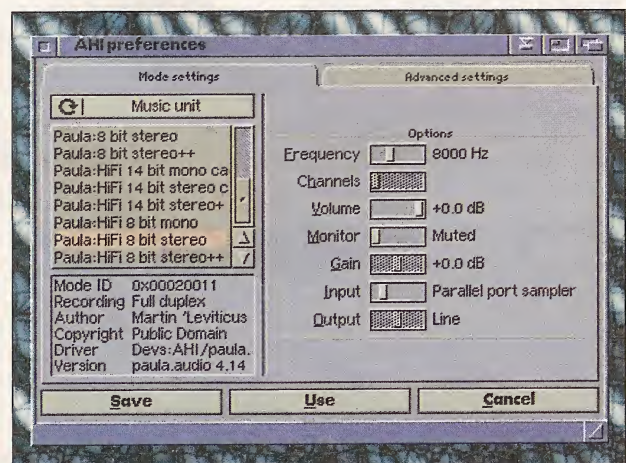 AHI preferences
Mode settings
Advanced settings
Music unit
Paula:8 bit stereo
Paula:8 bit stereo++
Paula:HiFi 14 bit mono ca
Paula:HiFi 14 bit stereo c
Paula:HiFi 14 bit stereo+
Paula:HiFi 8 bit mono
Paula:HiFi 8 bit stereo
Paula:HiFi 8 bit stereo++
Mode ID 0x00020011
Recording Full duplex
Author Martin 'Leviticus
Copyright Public Domain
Driver Devs:AHI/paula.
Version paula.audio 4.14
Options
Frequency 8000 Hz
Channels
Volume +0.0 dB
Monitor Muted
Gain +0.0 dB
Input Parallel port sampler
Output Line
Save
Use
Cancel